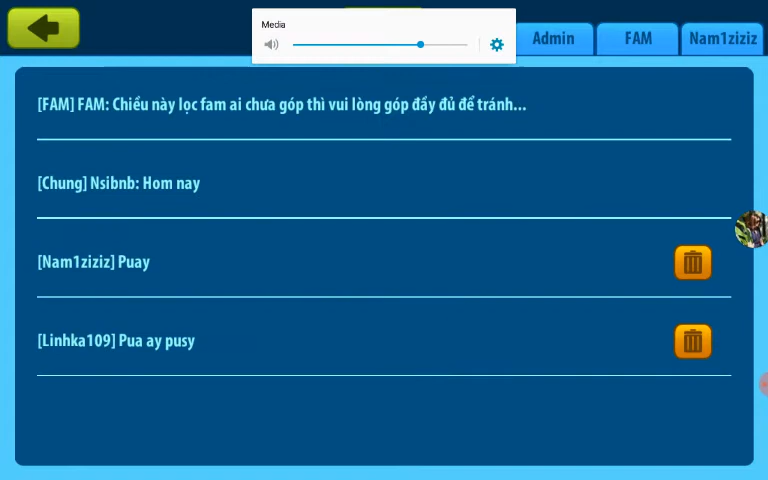 Media
Admin
FAM
Nam1ziziz
[FAM] FAM: Chiều này lọc fam ai chưa góp thì vui lòng góp đầy đủ để tránh...
[Chung] Nsibnb: Hom nay
[Nam1ziziz] Puay
[Linhka109] Pua ay pusy